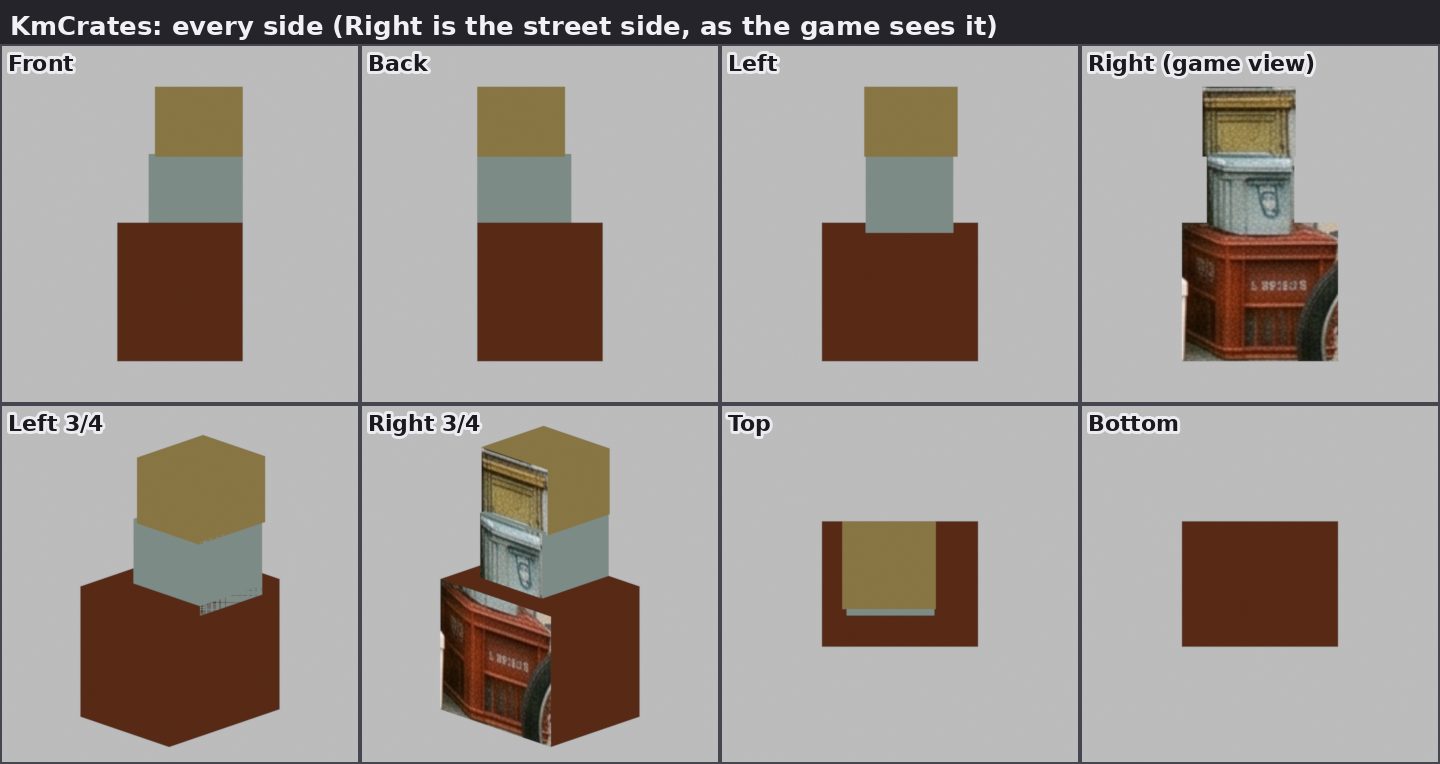 KmCrates: every side (Right is the street side, as the game sees it)
Front
Back
Left
Right (game view)
Left 3/4
Right 3/4
Top
Bottom